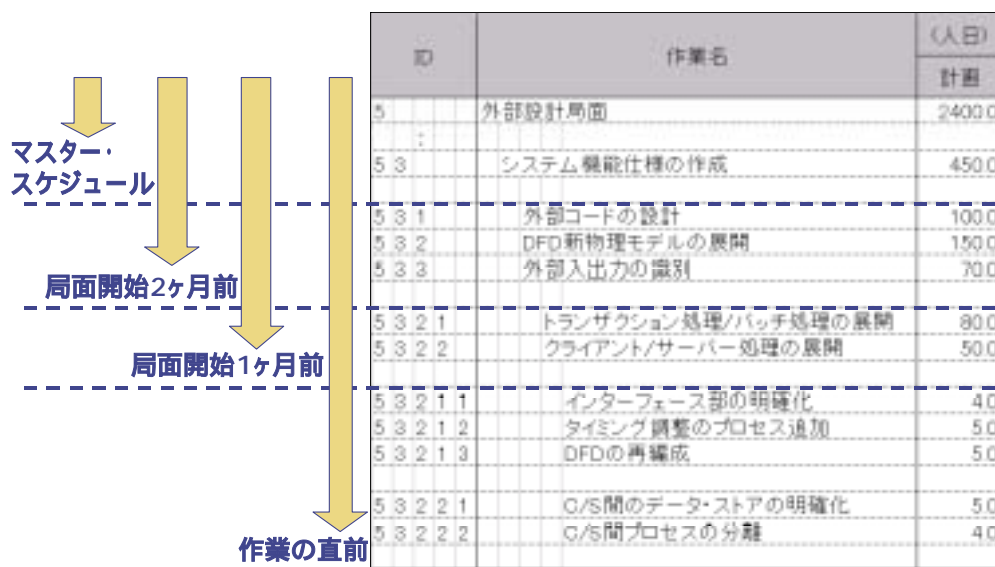 ID 作業名 (人日)
計画
5 外部設計局面 2400.0
:
5 3 システム機能仕様の作成 450.0
5 3 1 外部コードの設計 100.0
5 3 2 DFD新物理モデルの展開 150.0
5 3 3 外部入出力の識別 70.0
5 3 2 1 トランザクション処理/バッチ処理の展開 80.0
5 3 2 2 クライアント/サーバー処理の展開 50.0
5 3 2 1 1 インターフェース部の明確化 4.0
5 3 2 1 2 タイミング調整のプロセス追加 5.0
5 3 2 1 3 DFDの再編成 5.0
5 3 2 2 1 C/S間のデータ・ストアの明確化 5.0
5 3 2 2 2 C/S間プロセスの分離 4.0
マスター・
スケジュール
局面開始2ヶ月前
局面開始1ヶ月前
作業の直前